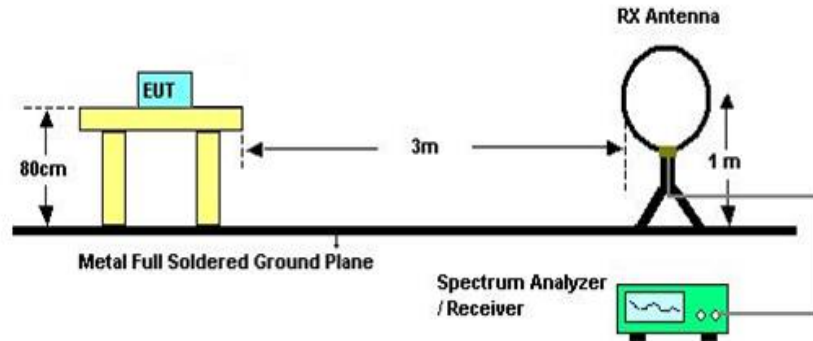 RX Antenna
EUT
3m
80cm
1 m
Metal Full Soldered Ground Plane
Spectrum Analyzer
/ Receiver